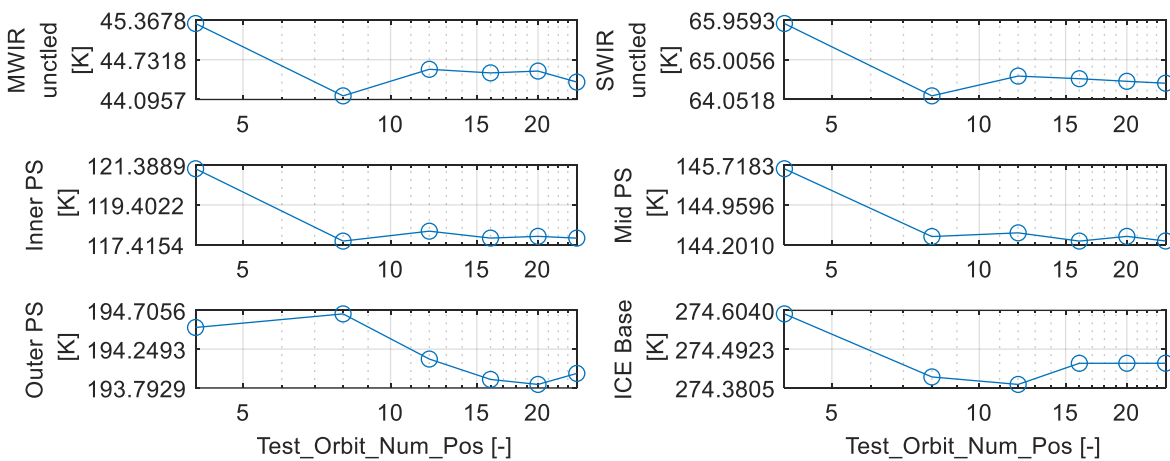 MWIR
unctled
[K]
45.3678
44.7318
44.0957
5
10
15
20
SWIR
unctled
[K]
65.9593
65.0056
64.0518
5
10
15
20
Inner PS
[K]
121.3889
119.4022
117.4154
5
10
15
20
Mid PS
[K]
145.7183
144.9596
144.2010
5
10
15
20
Outer PS
[K]
194.7056
194.2493
193.7929
5
10
15
20
Test_Orbit_Num_Pos [-]
ICE Base
[K]
274.6040
274.4923
274.3805
5
10
15
20
Test_Orbit_Num_Pos [-]